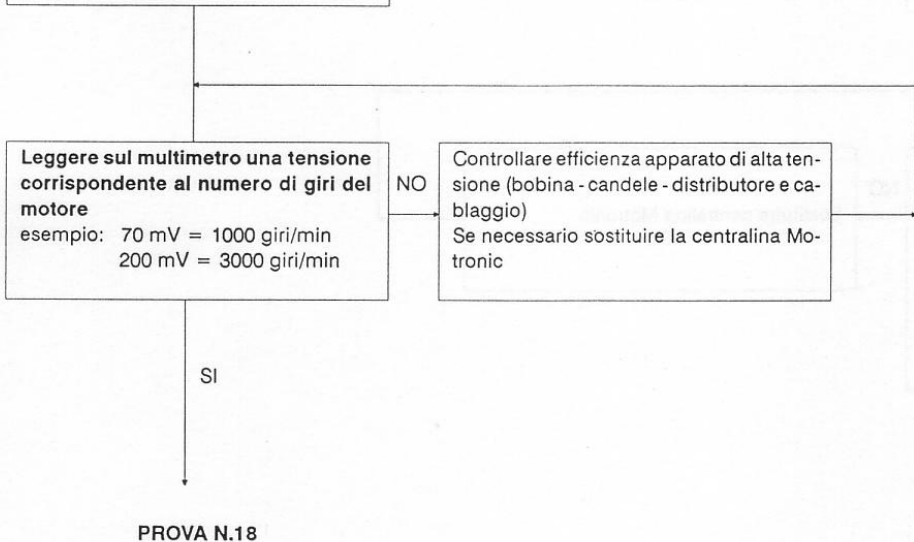 Leggere sul multimetro una tensione
corrispondente al numero di giri del
motore
esempio: 70 mV = 1000 giri/min
200 mV = 3000 giri/min
NO
Controllare efficienza apparato di alta ten-
sione (bobina - candele - distributore e ca-
blaggio)
Se necessario sostituire la centralina Mo-
tronic
SI
PROVA N.18